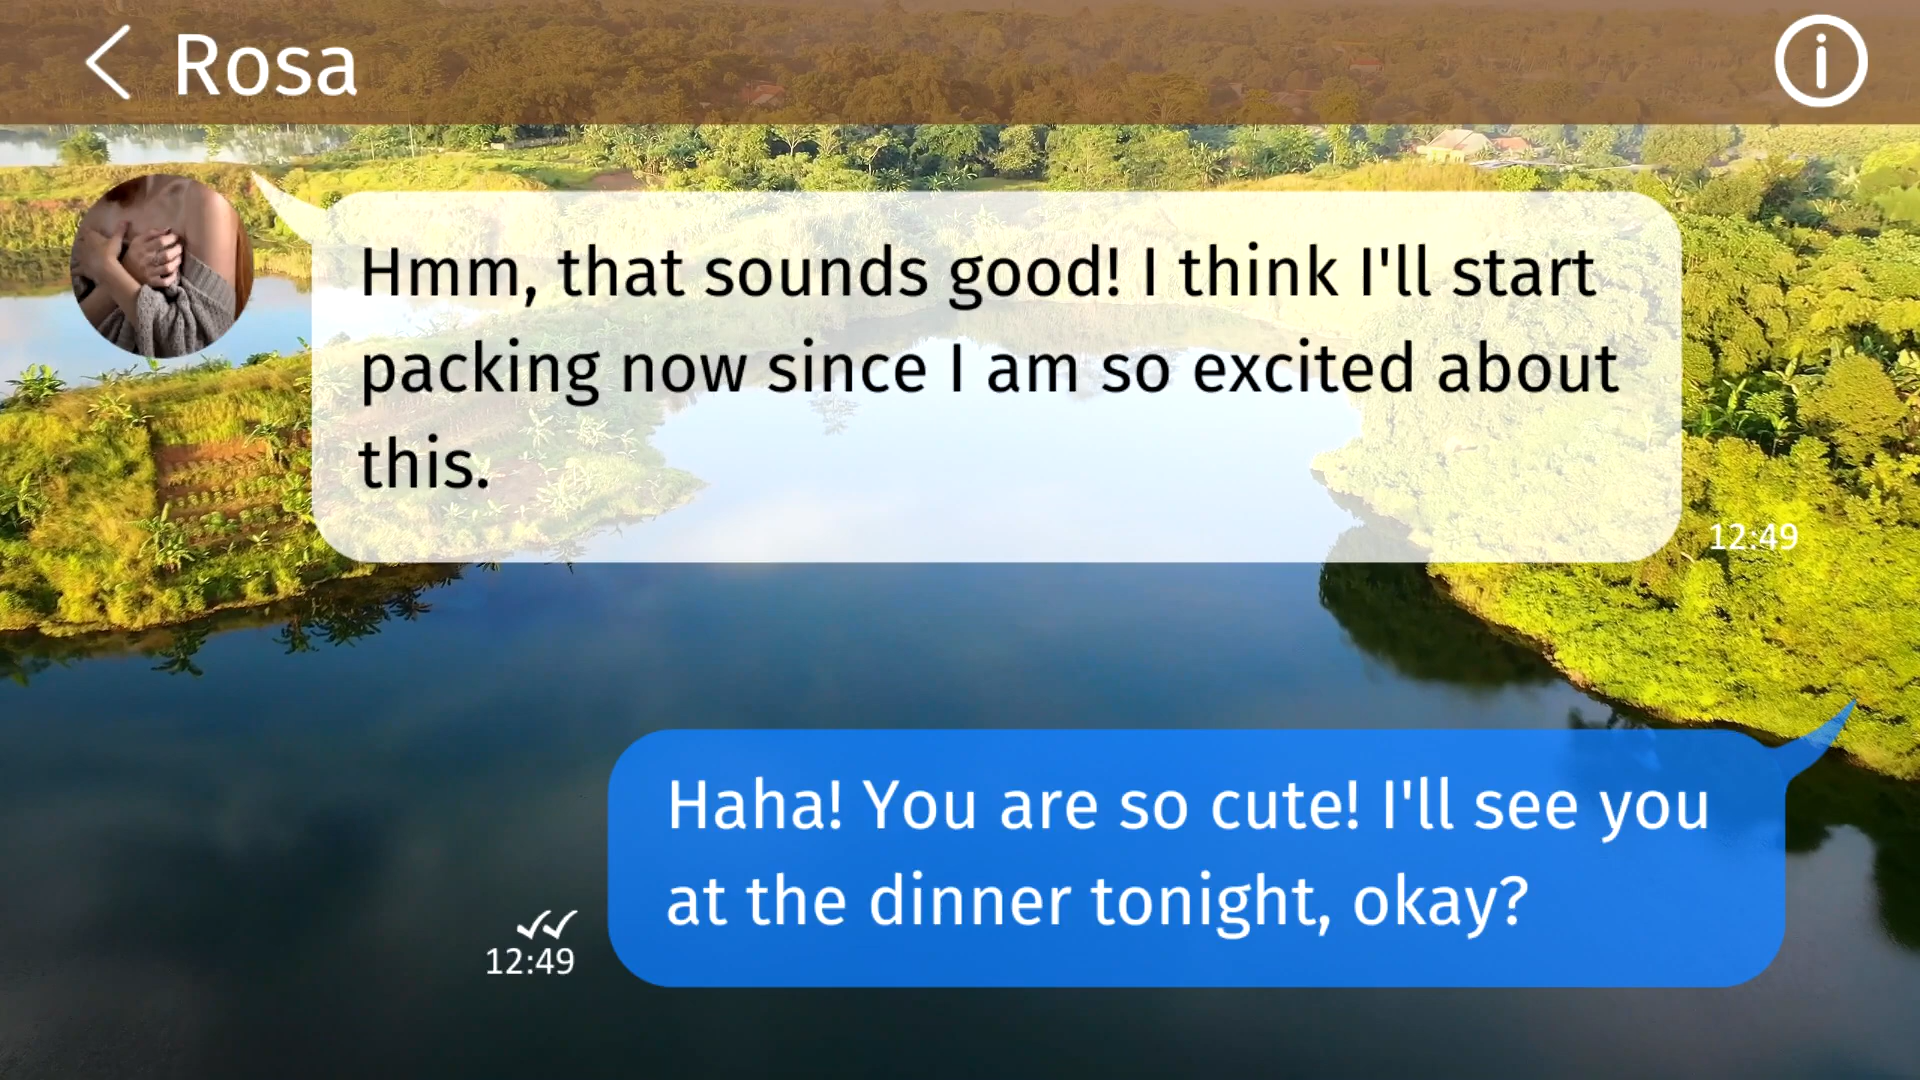 Rosa
Hmm, that sounds good! I think I'll start
packing now since I am so excited about
this.
12:49
Haha! You are so cute! I'll see you
at the dinner tonight, okay?
12:49